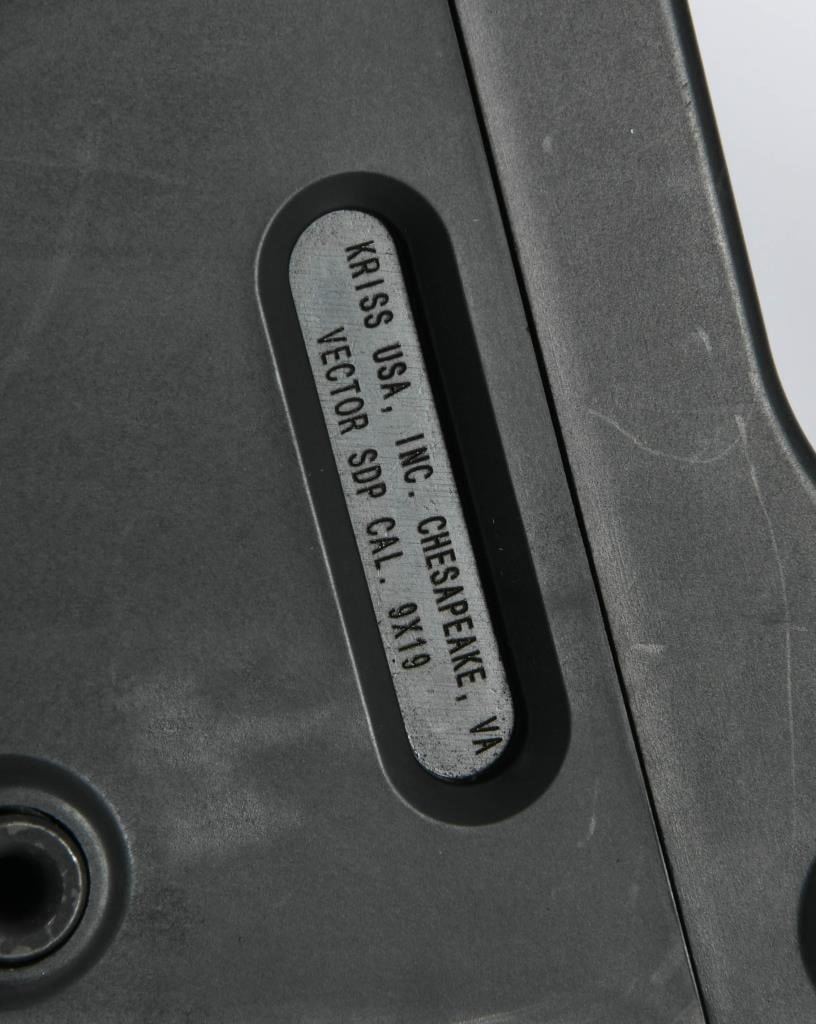 KRISS USA, INC. CHESAPEAKE, VA
VECTOR SDP CAL. 9X19